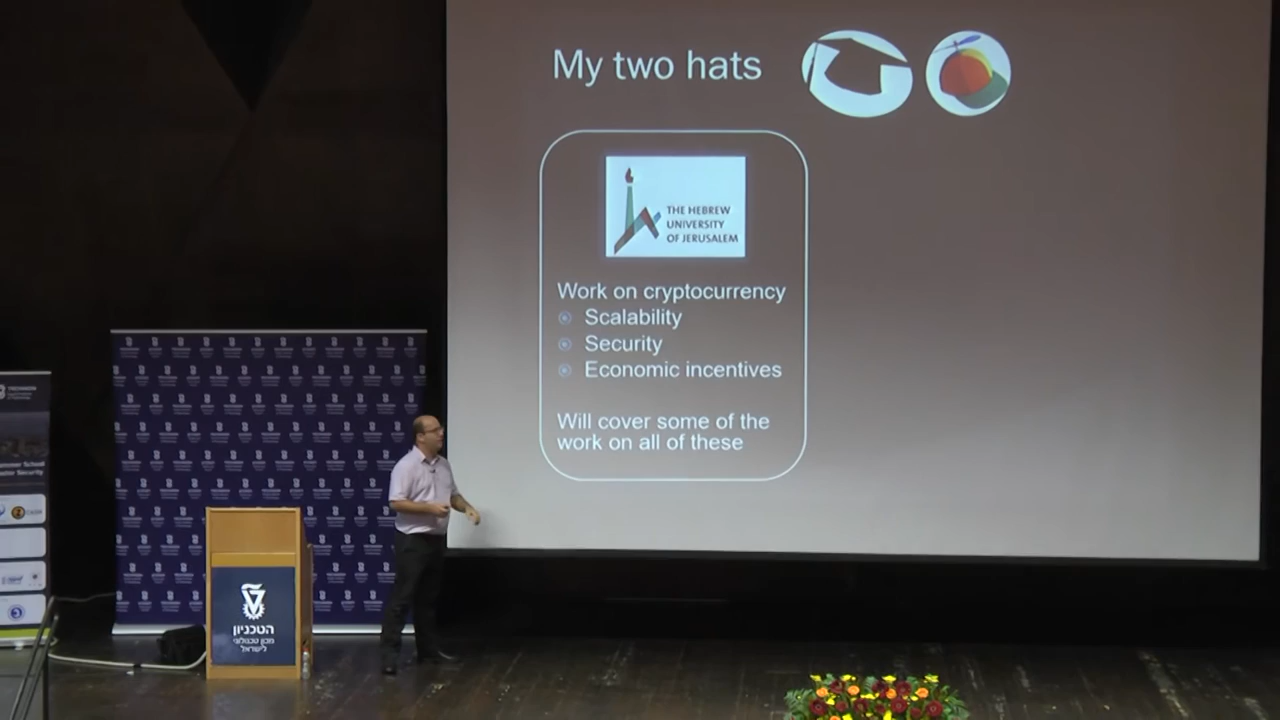 My two hats
THE HEBREW
UNIVERSITY
OF JERUSALEM
Work on cryptocurrency
Scalability
Security
Economic incentives
Will cover some of the
work on all of these
הטכניון
מכון טכנולוגי
לישראל
TECHNION